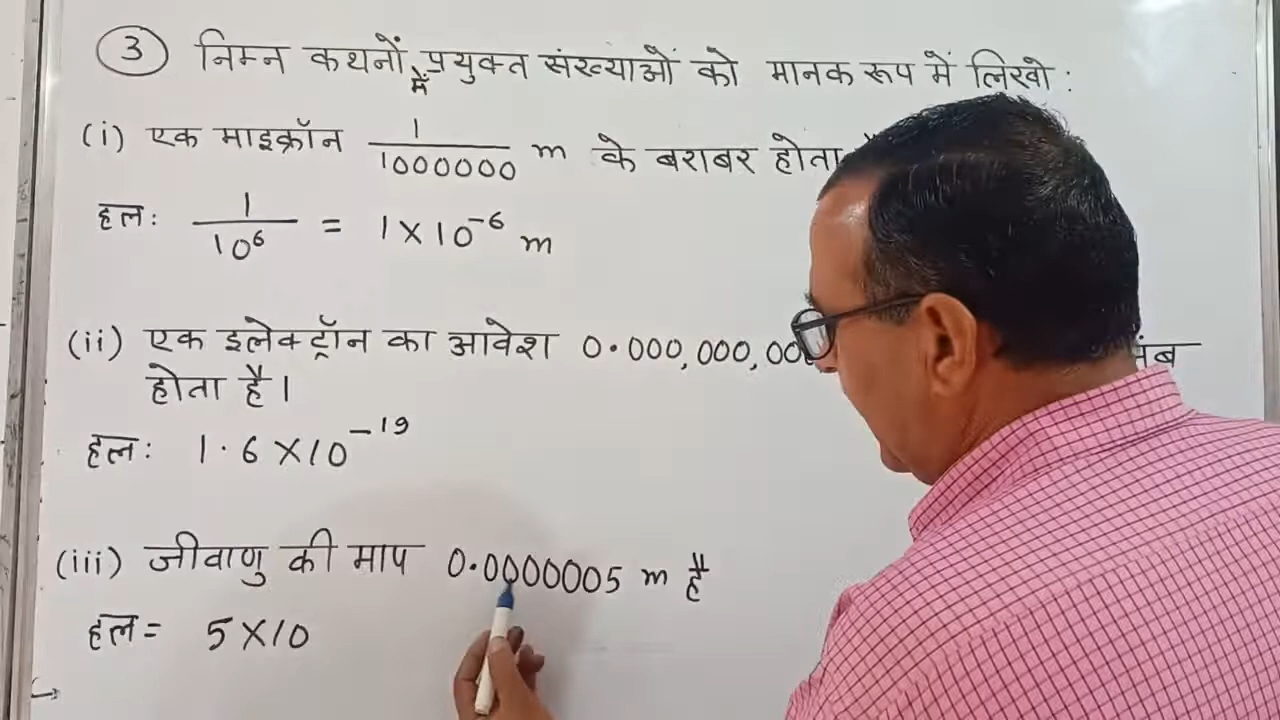 3 निम्न कथनों में प्रयुक्त संख्याओं को मानक रूप में लिखो :
(i) एक माइक्रॉन 1/1000000 m के बराबर होता
हल: 1/10⁶ = 1 X 10⁻⁶ m
(ii) एक इलेक्ट्रॉन का आवेश 0.000,000,00
होता है।
हल: 1.6 X 10⁻¹⁹
(iii) जीवाणु की माप 0.0000005 m है
हल = 5 X 10